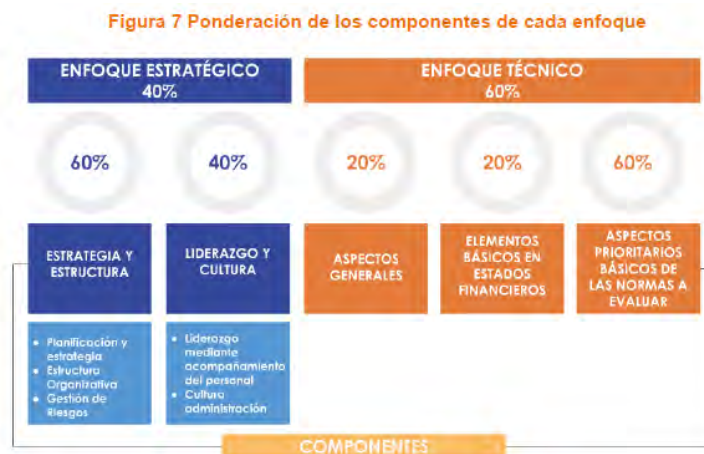 Figura 7 Ponderación de los componentes de cada enfoque
ENFOQUE ESTRATÉGICO
40%
ENFOQUE TÉCNICO
60%
60%
40%
20%
20%
60%
ESTRATEGIA Y
ESTRUCTURA
LIDERAZGO Y
CULTURA
ASPECTOS
GENERALES
ELEMENTOS
BÁSICOS EN
ESTADOS
FINANCIEROS
ASPECTOS
PRIORITARIOS
BÁSICOS DE
LAS NORMAS A
EVALUAR
• Planificación y
estrategia
• Estructura
Organizativa
• Gestión de
Riesgos
• Liderazgo
mediante
acompañamiento
del personal
• Cultura
administración
COMPONENTES